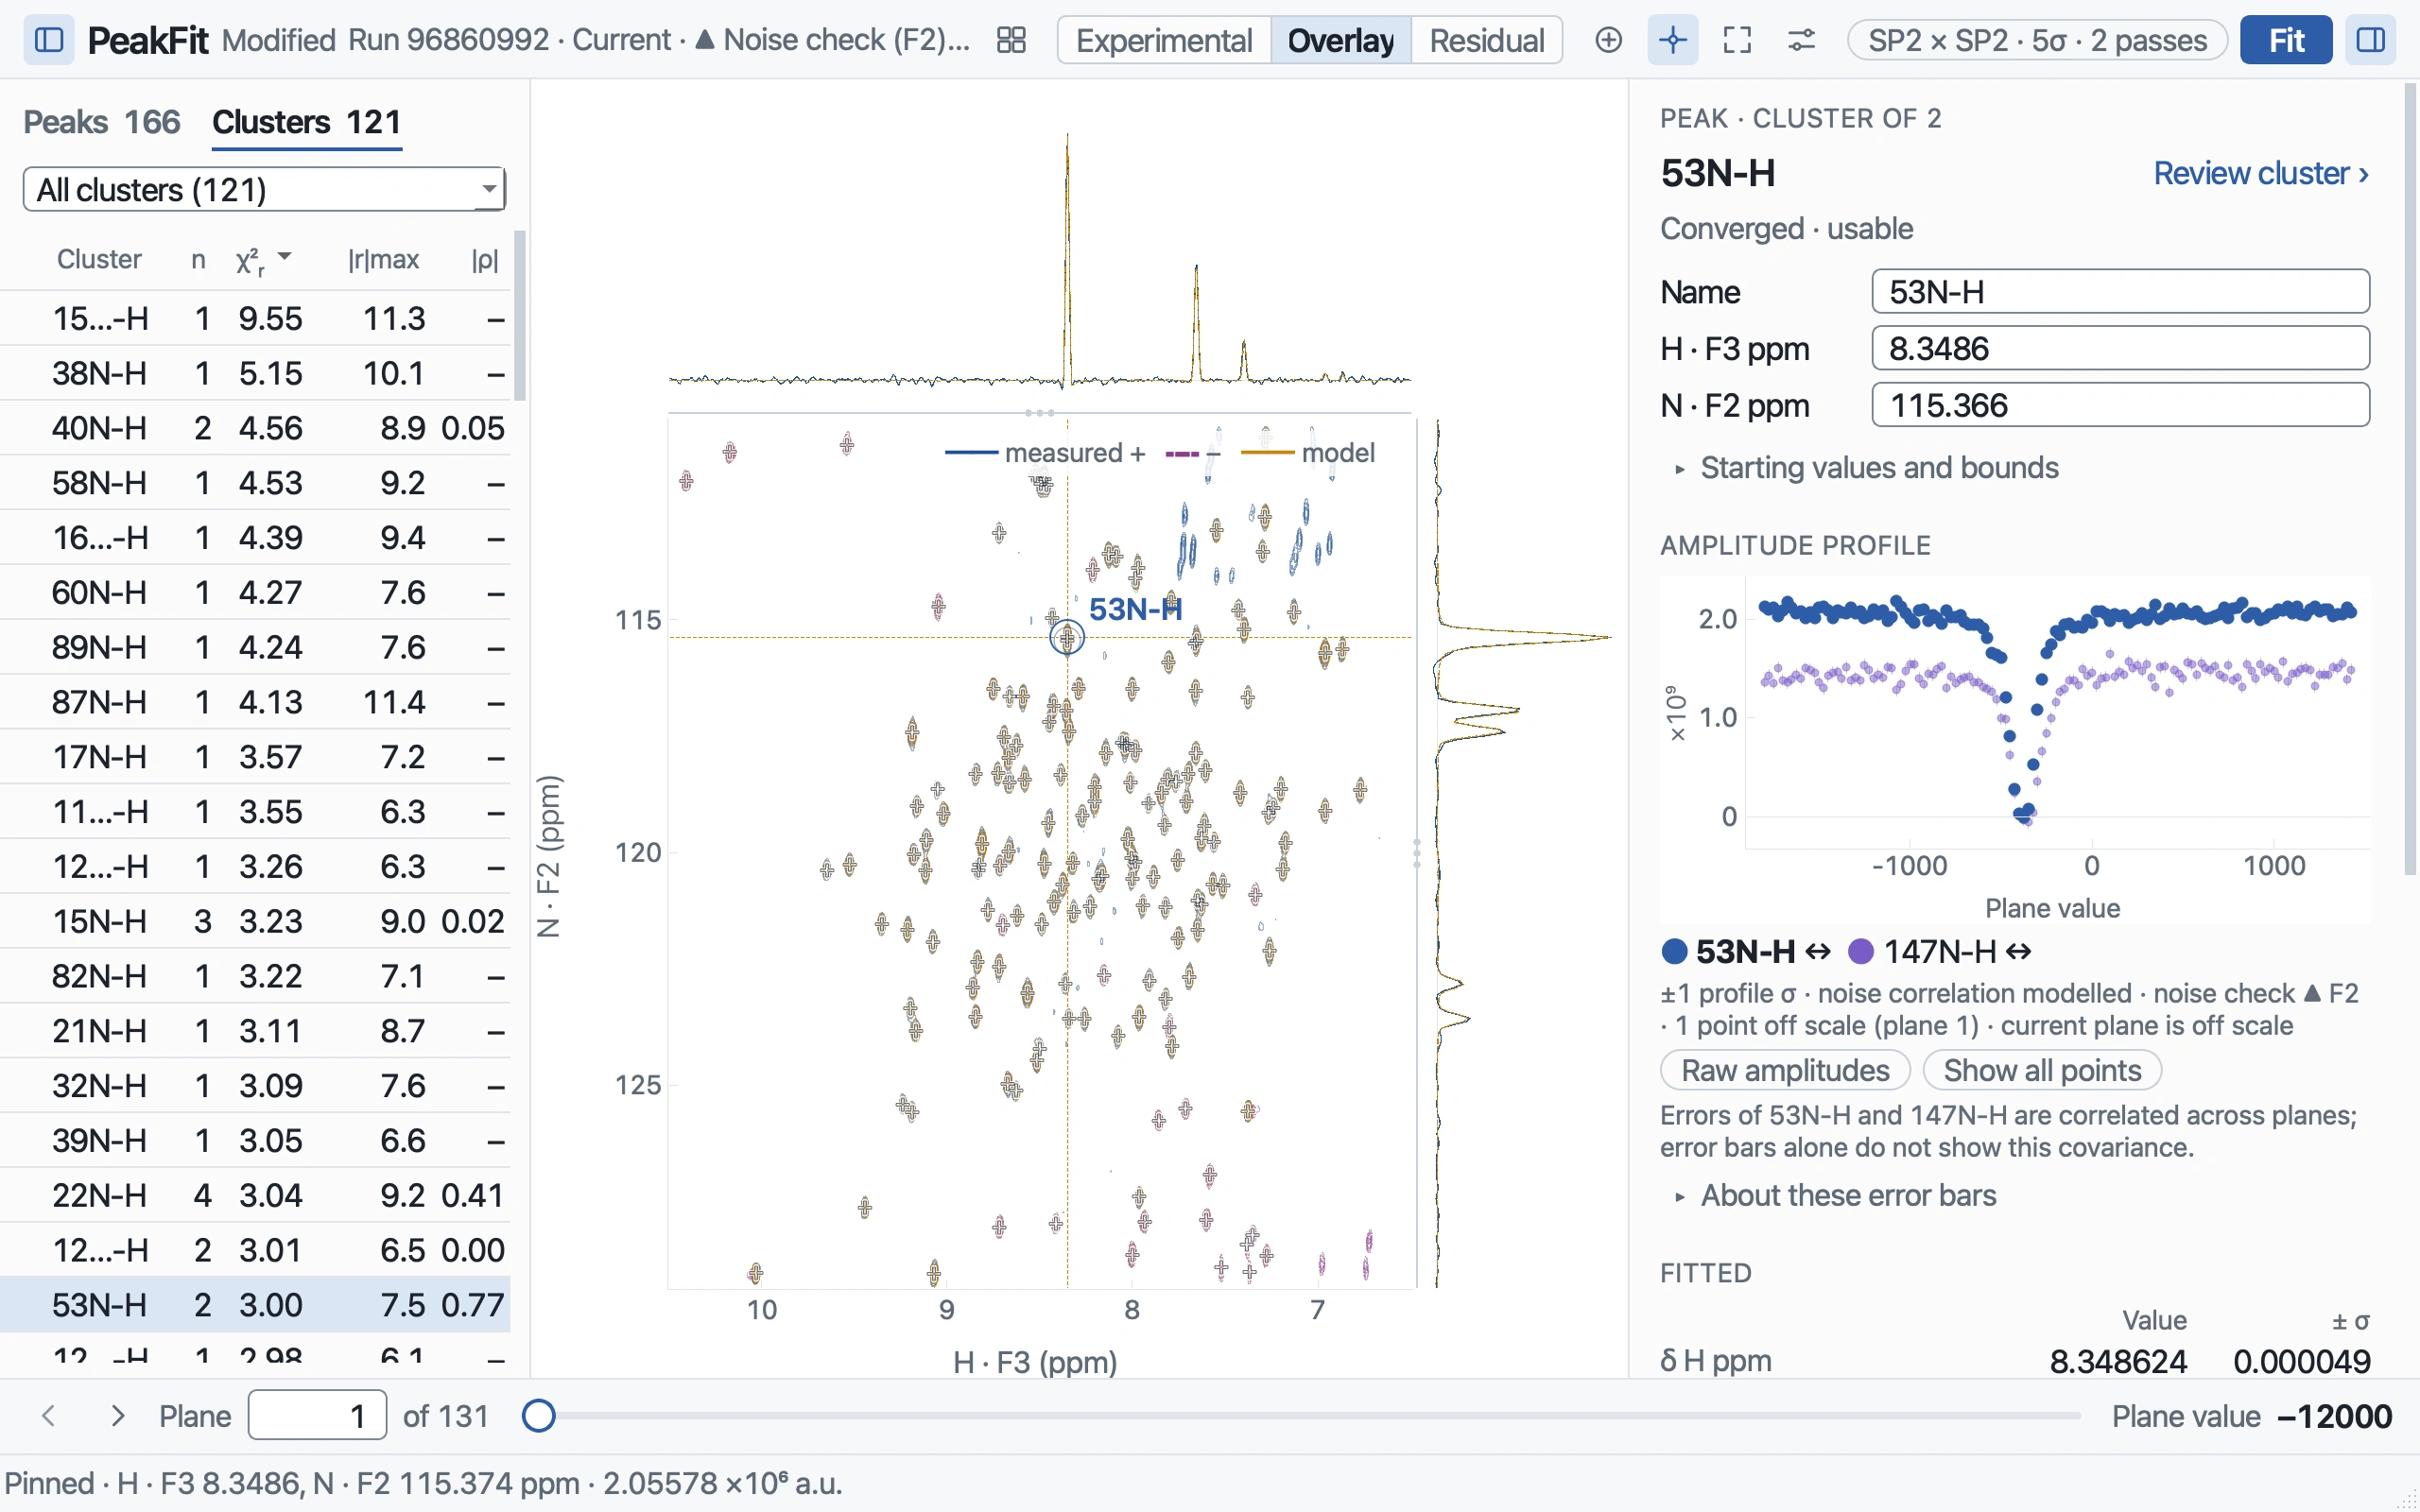 PeakFit Modified Run 96860992 · Current · ▲ Noise check (F2)... Experimental Overlay Residual SP2 × SP2 · 5σ · 2 passes Fit
Peaks 166 Clusters 121
All clusters (121)
Cluster n χ²r |r|max |ρ|
15...-H 1 9.55 11.3 –
38N-H 1 5.15 10.1 –
40N-H 2 4.56 8.9 0.05
58N-H 1 4.53 9.2 –
16...-H 1 4.39 9.4 –
60N-H 1 4.27 7.6 –
89N-H 1 4.24 7.6 –
87N-H 1 4.13 11.4 –
17N-H 1 3.57 7.2 –
11...-H 1 3.55 6.3 –
12...-H 1 3.26 6.3 –
15N-H 3 3.23 9.0 0.02
82N-H 1 3.22 7.1 –
21N-H 1 3.11 8.7 –
32N-H 1 3.09 7.6 –
39N-H 1 3.05 6.6 –
22N-H 4 3.04 9.2 0.41
12...-H 2 3.01 6.5 0.00
53N-H 2 3.00 7.5 0.77
12...-H 1 2.98 6.1 –
measured + – model
53N-H
115
120
125
N · F2 (ppm)
10 9 8 7
H · F3 (ppm)
PEAK · CLUSTER OF 2
53N-H Review cluster ›
Converged · usable
Name 53N-H
H · F3 ppm 8.3486
N · F2 ppm 115.366
▸ Starting values and bounds
AMPLITUDE PROFILE
×10⁹
2.0
1.0
0
-1000 0 1000
Plane value
53N-H ↔ 147N-H ↔
±1 profile σ · noise correlation modelled · noise check ▲ F2
· 1 point off scale (plane 1) · current plane is off scale
Raw amplitudes Show all points
Errors of 53N-H and 147N-H are correlated across planes;
error bars alone do not show this covariance.
▸ About these error bars
FITTED
Value ± σ
δ H ppm 8.348624 0.000049
Plane 1 of 131 Plane value −12000
Pinned · H · F3 8.3486, N · F2 115.374 ppm · 2.05578 ×10⁶ a.u.